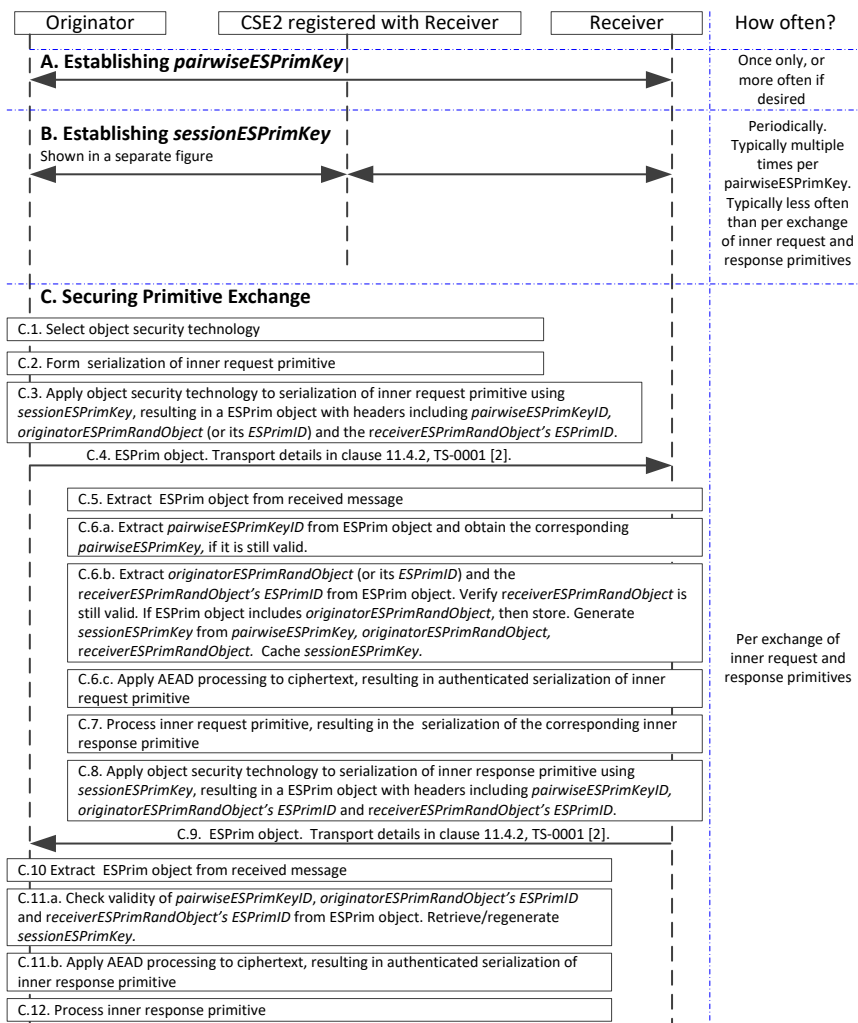 Originator
CSE2 registered with Receiver
Receiver
How often?
A. Establishing pairwiseESPrimKey
Once only, or
more often if
desired
B. Establishing sessionESPrimKey
Shown in a separate figure
Periodically.
Typically multiple
times per
pairwiseESPrimKey.
Typically less often
than per exchange
of inner request and
response primitives
C. Securing Primitive Exchange
C.1. Select object security technology
C.2. Form serialization of inner request primitive
C.3. Apply object security technology to serialization of inner request primitive using
sessionESPrimKey, resulting in a ESPrim object with headers including pairwiseESPrimKeyID,
originatorESPrimRandObject (or its ESPrimID) and the receiverESPrimRandObject's ESPrimID.
C.4. ESPrim object. Transport details in clause 11.4.2, TS-0001 [2].
C.5. Extract ESPrim object from received message
C.6.a. Extract pairwiseESPrimKeyID from ESPrim object and obtain the corresponding
pairwiseESPrimKey, if it is still valid.
C.6.b. Extract originatorESPrimRandObject (or its ESPrimID) and the
receiverESPrimRandObject's ESPrimID from ESPrim object. Verify receiverESPrimRandObject is
still valid. If ESPrim object includes originatorESPrimRandObject, then store. Generate
sessionESPrimKey from pairwiseESPrimKey, originatorESPrimRandObject,
receiverESPrimRandObject. Cache sessionESPrimKey.
C.6.c. Apply AEAD processing to ciphertext, resulting in authenticated serialization of inner
request primitive
C.7. Process inner request primitive, resulting in the serialization of the corresponding inner
response primitive
C.8. Apply object security technology to serialization of inner response primitive using
sessionESPrimKey, resulting in a ESPrim object with headers including pairwiseESPrimKeyID,
originatorESPrimRandObject's ESPrimID and receiverESPrimRandObject's ESPrimID.
C.9. ESPrim object. Transport details in clause 11.4.2, TS-0001 [2].
C.10 Extract ESPrim object from received message
C.11.a. Check validity of pairwiseESPrimKeyID, originatorESPrimRandObject's ESPrimID
and receiverESPrimRandObject's ESPrimID from ESPrim object. Retrieve/regenerate
sessionESPrimKey.
C.11.b. Apply AEAD processing to ciphertext, resulting in authenticated serialization of
inner response primitive
C.12. Process inner response primitive
Per exchange of
inner request and
response primitives